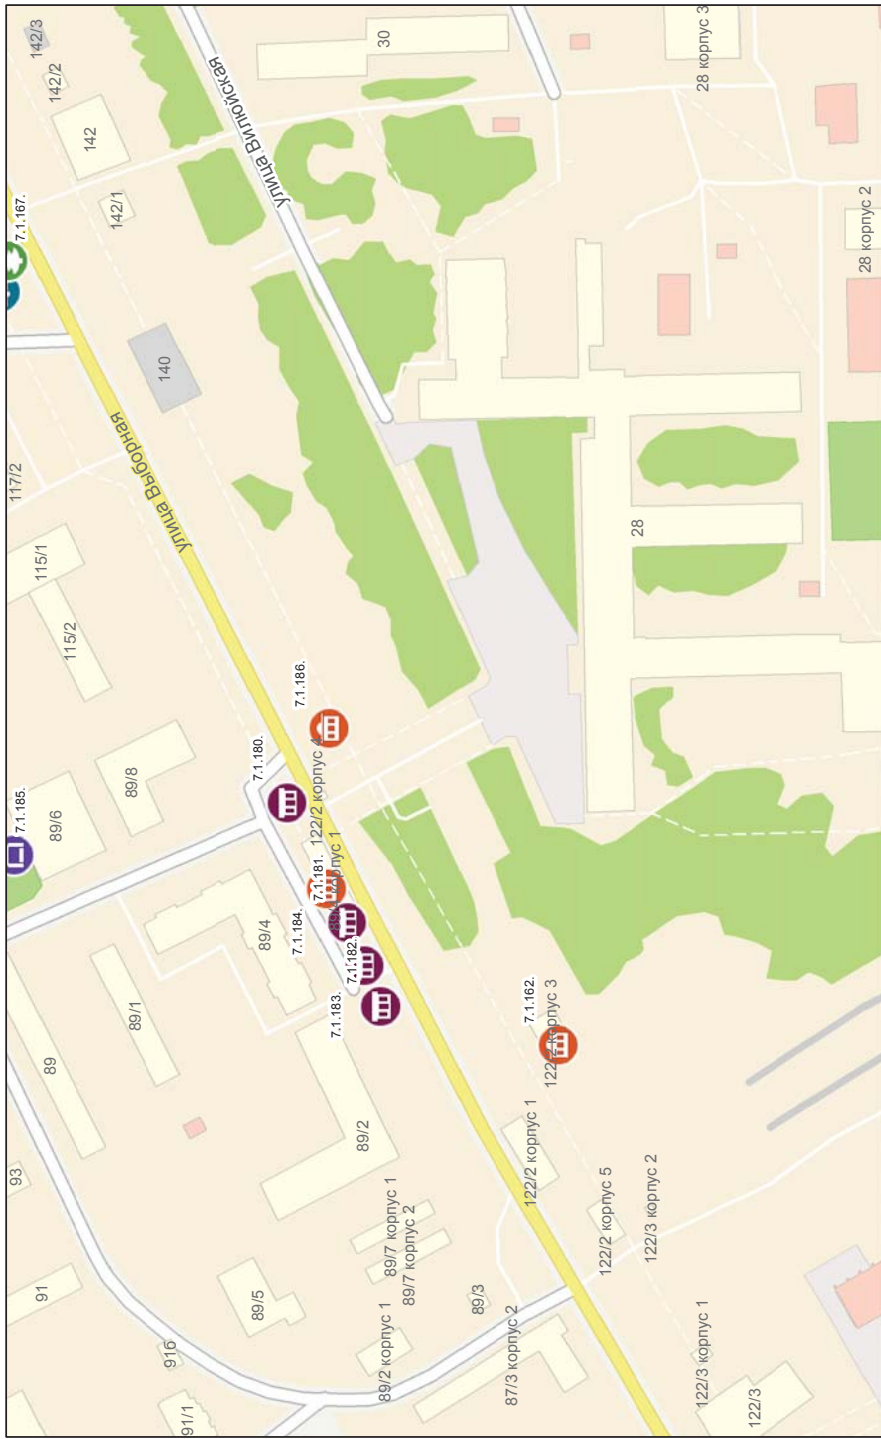 142/3
142/2
142
142/1
7.1.167.
30
28 корпус 3
улица Вилюйская
28 корпус 2
140
117/2
улица Выборная
115/1
115/2
28
7.1.186.
7.1.180.
122/2 корпус 4
89/8
7.1.185.
89/6
7.1.181.
7.1.184.
89/4
7.1.182.
7.1.183.
89/1
89
7.1.162.
122/2 корпус 3
89/2
122/2 корпус 1
93
89/7 корпус 1
89/7 корпус 2
122/2 корпус 5
122/3 корпус 2
91
89/5
89/3
916
89/2 корпус 1
87/3 корпус 2
122/3 корпус 1
91/1
122/3